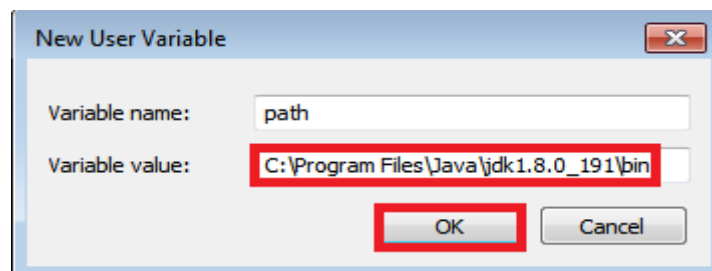 New User Variable
Variable name: path
Variable value: C:\Program Files\Java\jdk1.8.0_191\bin
OK Cancel